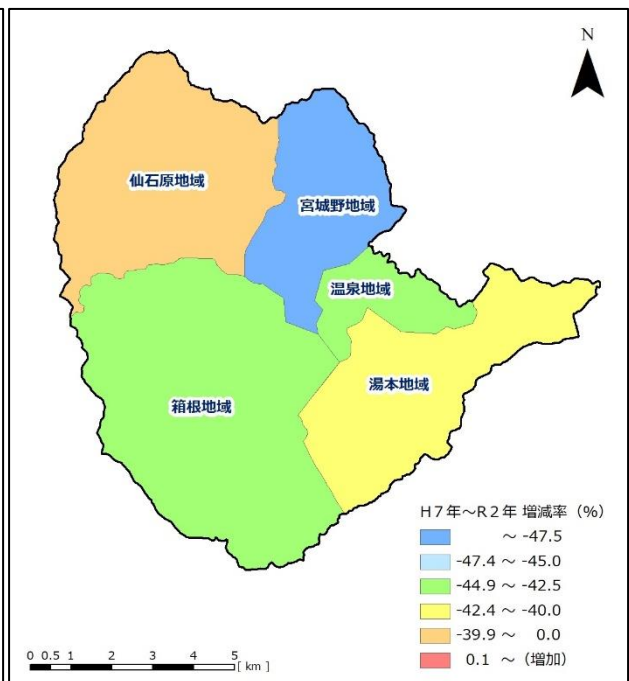 N
仙石原地域
宮城野地域
温泉地域
湯本地域
箱根地域
H7年～R2年 増減率（%）
～ -47.5
-47.4 ～ -45.0
-44.9 ～ -42.5
-42.4 ～ -40.0
-39.9 ～ 0.0
0.1 ～（増加）
0 0.5 1 2 3 4 5
[ km ]